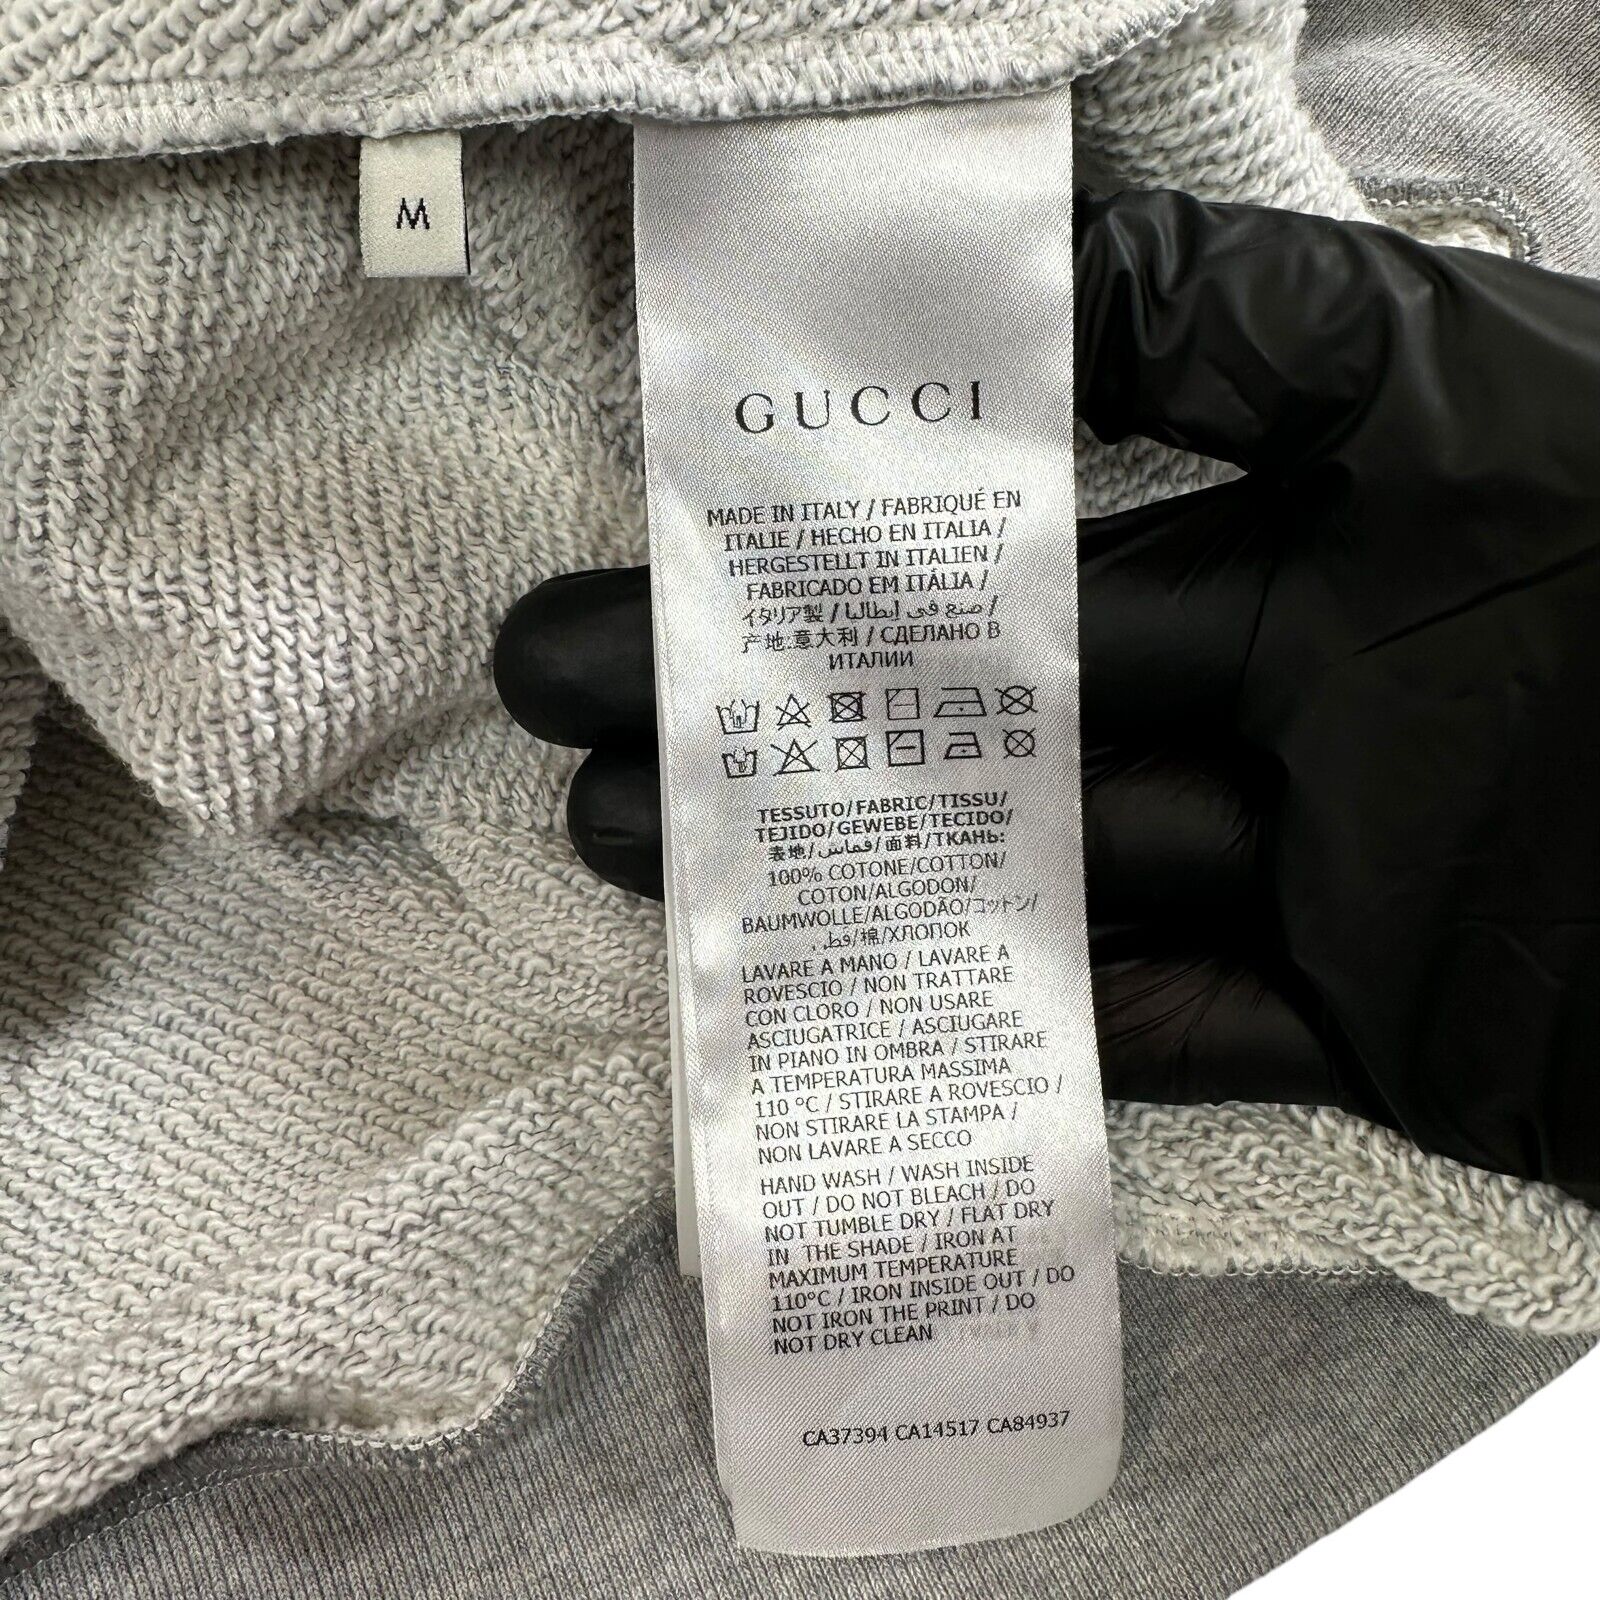 M
GUCCI
MADE IN ITALY / FABRIQUÉ EN
ITALIE / HECHO EN ITALIA /
HERGESTELLT IN ITALIEN /
FABRICADO EM ITÁLIA /
イタリア製 / صنع في إيطاليا /
产地:意大利 / СДЕЛАНО В
ИТАЛИИ
TESSUTO/FABRIC/TISSU/
TEJIDO/GEWEBE/TECIDO/
表地/قماش/面料/ТКАНЬ:
100% COTONE/COTTON/
COTON/ALGODON/
BAUMWOLLE/ALGODÃO/コットン/
قطن/棉/ХЛОПОК
LAVARE A MANO / LAVARE A
ROVESCIO / NON TRATTARE
CON CLORO / NON USARE
ASCIUGATRICE / ASCIUGARE
IN PIANO IN OMBRA / STIRARE
A TEMPERATURA MASSIMA
110 °C / STIRARE A ROVESCIO /
NON STIRARE LA STAMPA /
NON LAVARE A SECCO
HAND WASH / WASH INSIDE
OUT / DO NOT BLEACH / DO
NOT TUMBLE DRY / FLAT DRY
IN THE SHADE / IRON AT
MAXIMUM TEMPERATURE
110°C / IRON INSIDE OUT / DO
NOT IRON THE PRINT / DO
NOT DRY CLEAN
CA37394 CA14517 CA84937